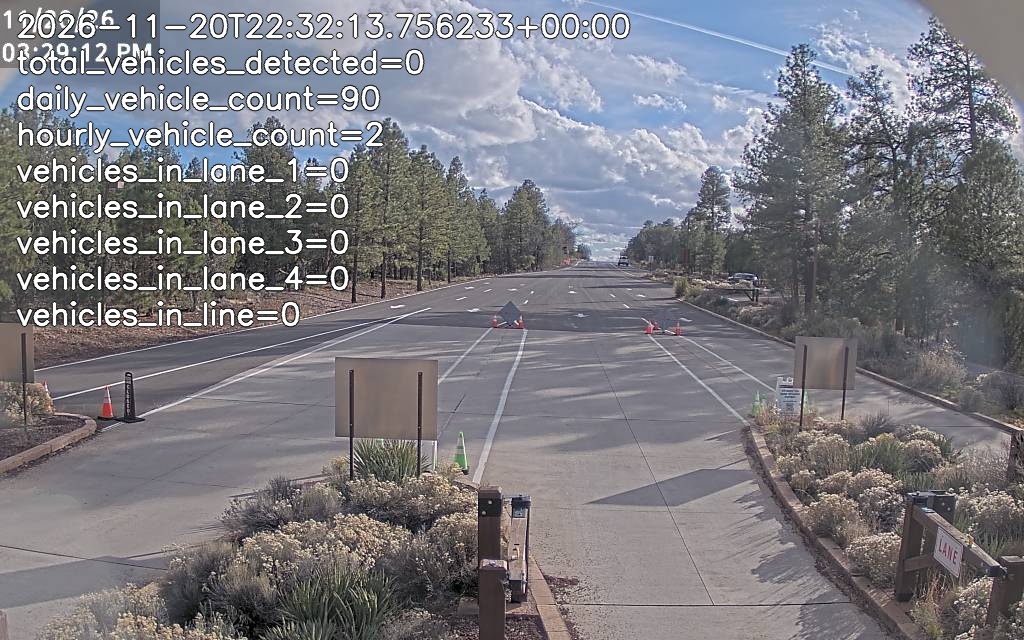 2026-11-20T22:32:13.756233+00:00
03:29:12 PM
total_vehicles_detected=0
daily_vehicle_count=90
hourly_vehicle_count=2
vehicles_in_lane_1=0
vehicles_in_lane_2=0
vehicles_in_lane_3=0
vehicles_in_lane_4=0
vehicles_in_line=0
LANE